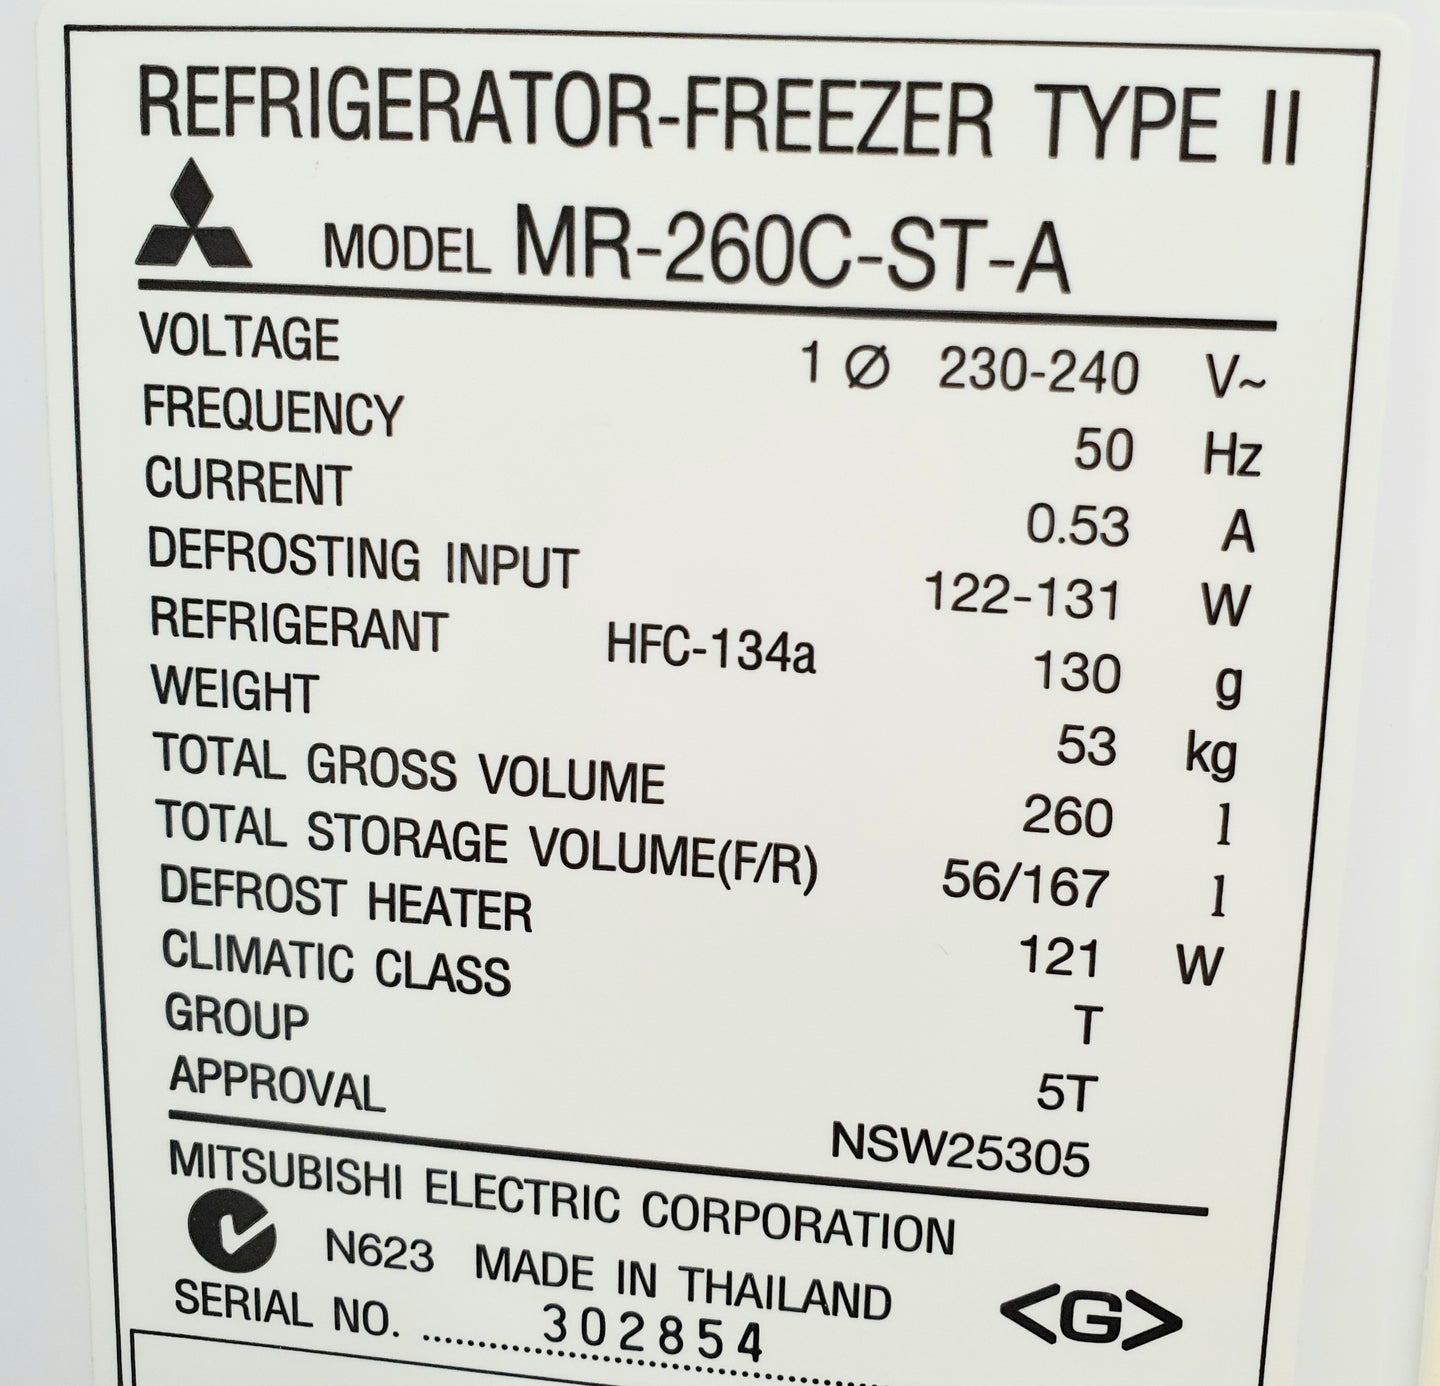 REFRIGERATOR-FREEZER TYPE II
MODEL MR-260C-ST-A
VOLTAGE 1 Ø 230-240 V~
FREQUENCY 50 Hz
CURRENT 0.53 A
DEFROSTING INPUT 122-131 W
REFRIGERANT HFC-134a 130 g
WEIGHT 53 kg
TOTAL GROSS VOLUME 260 l
TOTAL STORAGE VOLUME(F/R) 56/167 l
DEFROST HEATER 121 W
CLIMATIC CLASS T
GROUP 5T
APPROVAL NSW25305
MITSUBISHI ELECTRIC CORPORATION
N623 MADE IN THAILAND <G>
SERIAL NO. 302854